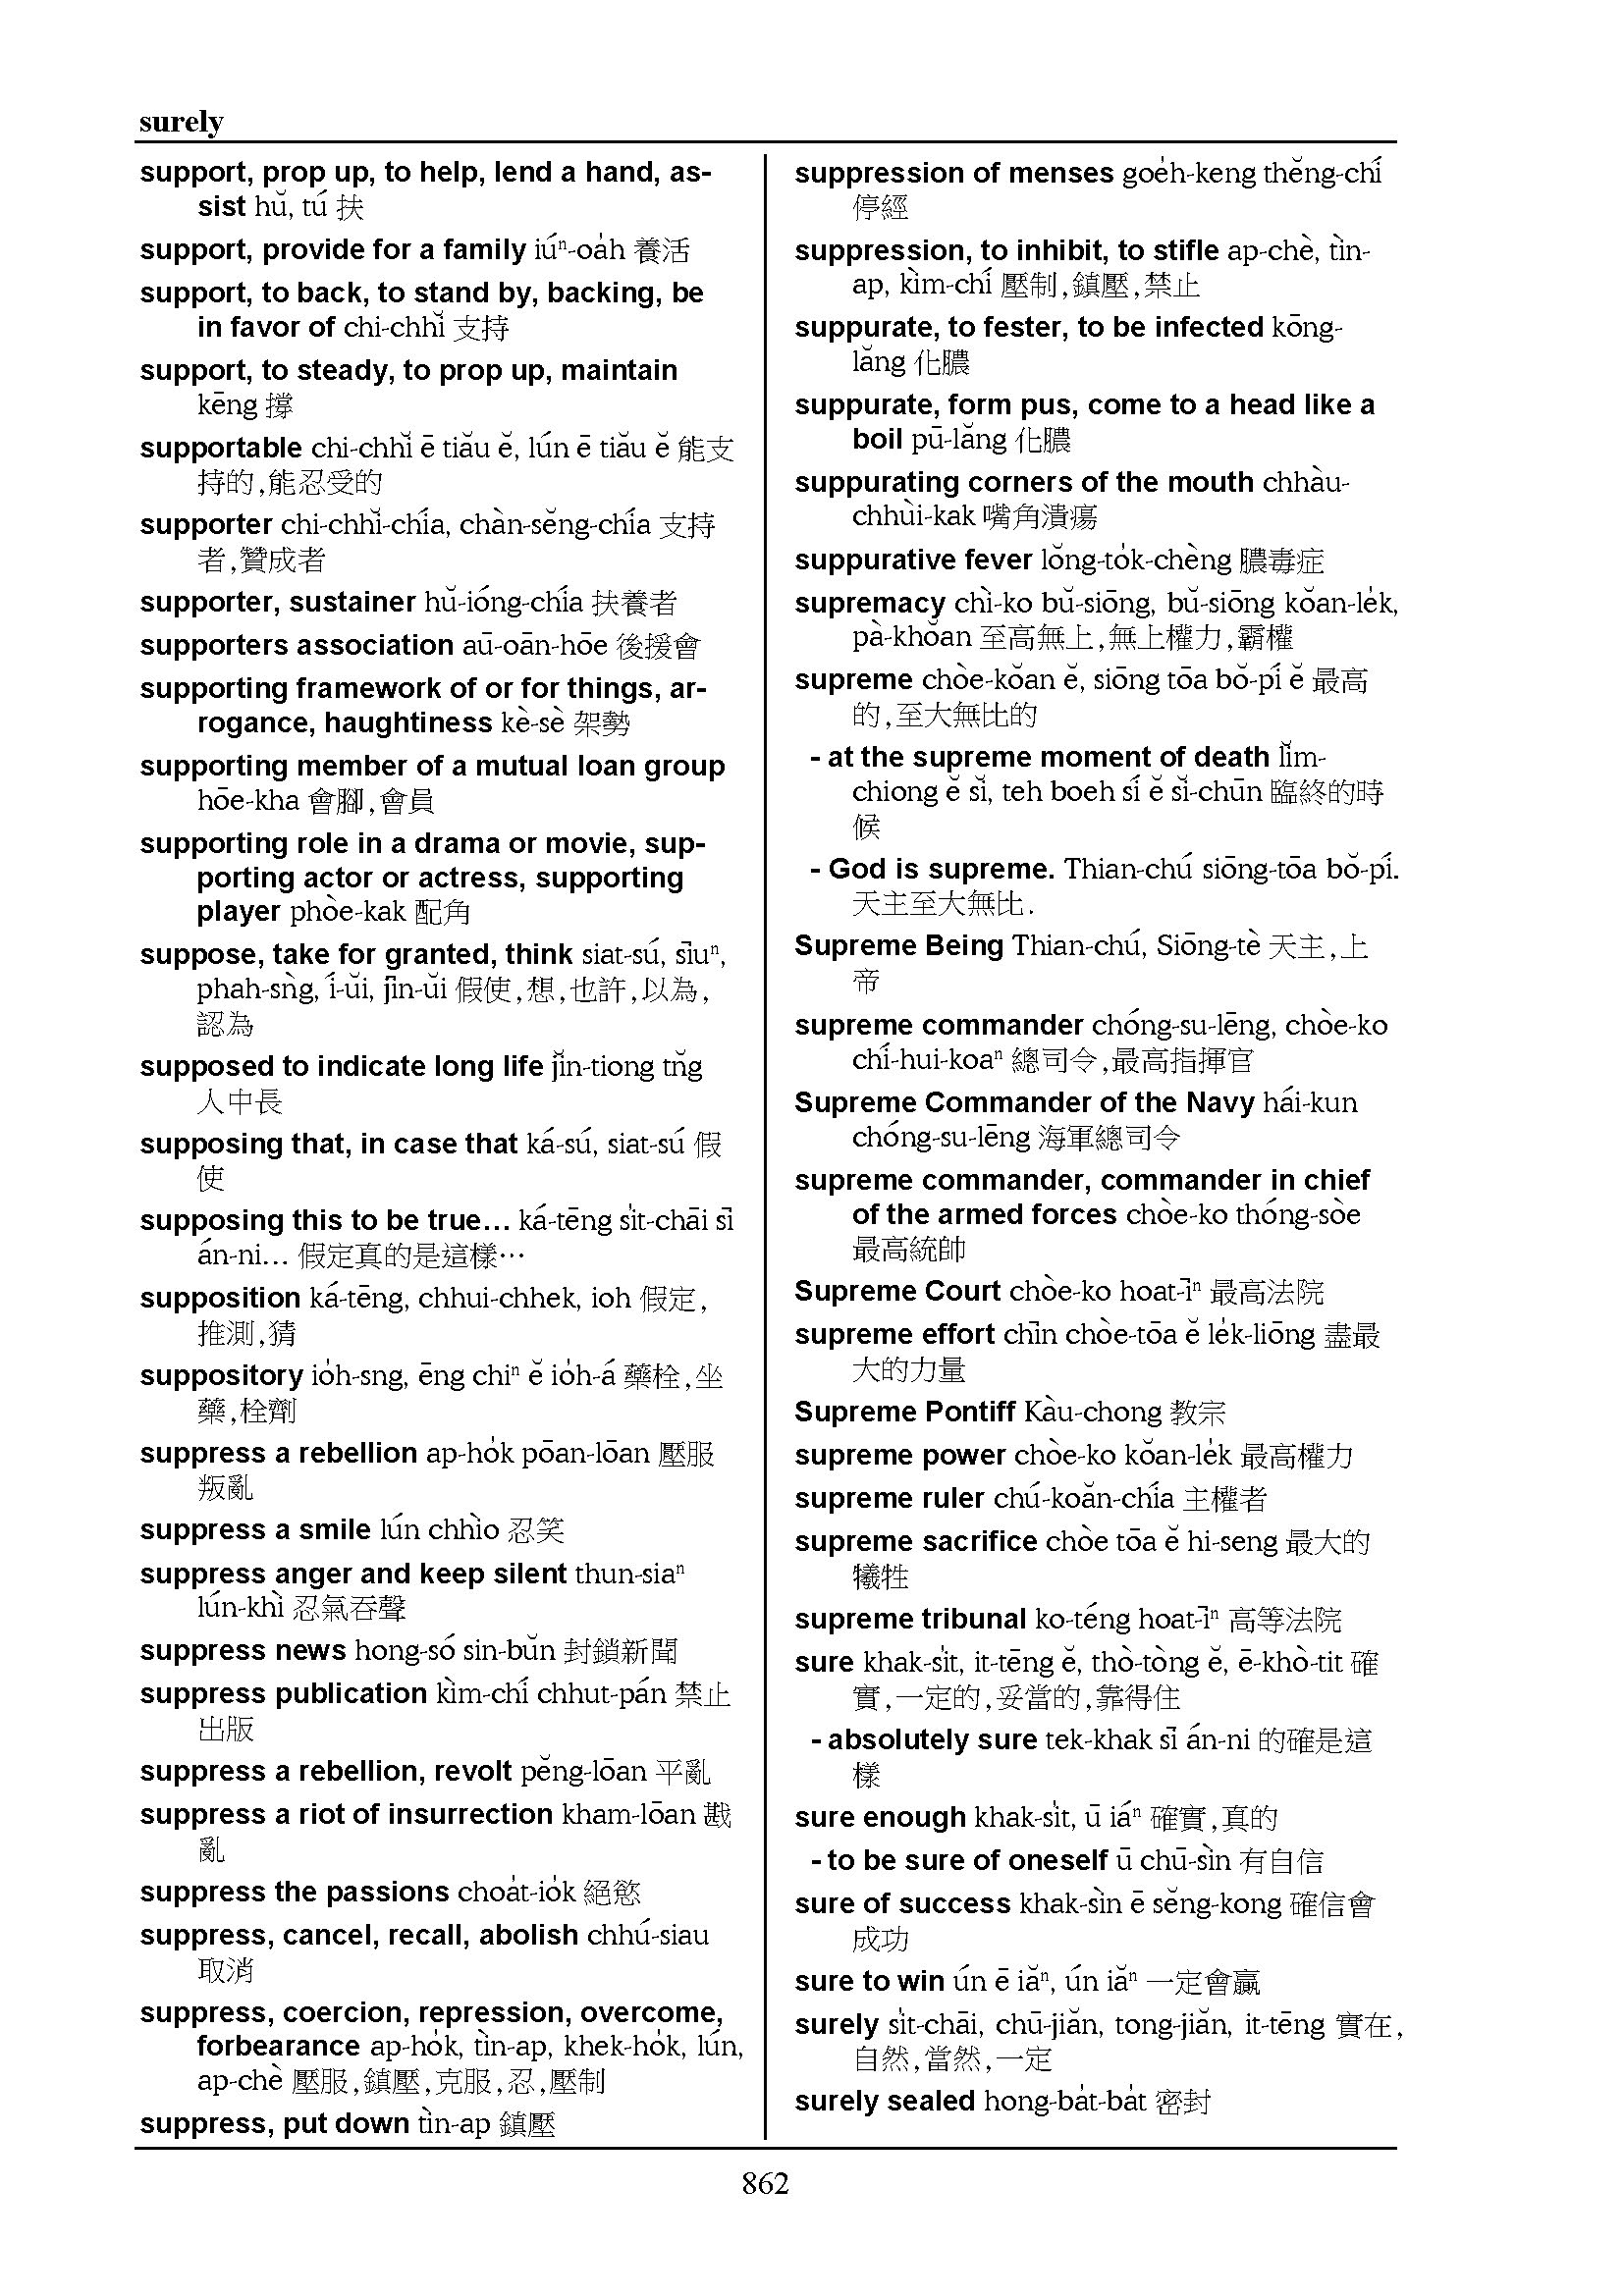 surely
support, prop up, to help, lend a hand, as-
sist hŭ, tú 扶
support, provide for a family iúⁿ-oa̍h 養活
support, to back, to stand by, backing, be
in favor of chi-chhĭ 支持
support, to steady, to prop up, maintain
kēng 撐
supportable chi-chhĭ ē tiău ĕ, lún ē tiău ĕ 能支
持的,能忍受的
supporter chi-chhĭ-chía, chàn-sĕng-chía 支持
者,贊成者
supporter, sustainer hŭ-ióng-chía 扶養者
supporters association aū-oān-hōe 後援會
supporting framework of or for things, ar-
rogance, haughtiness kè-sè 架勢
supporting member of a mutual loan group
hōe-kha 會腳,會員
supporting role in a drama or movie, sup-
porting actor or actress, supporting
player phòe-kak 配角
suppose, take for granted, think siat-sú, sīuⁿ,
phah-sǹg, í-ŭi, jīn-ŭi 假使,想,也許,以為,
認為
supposed to indicate long life jĭn-tiong tn̆g
人中長
supposing that, in case that ká-sú, siat-sú 假
使
supposing this to be true… ká-tēng si̍t-chāi sī
án-ni… 假定真的是這樣…
supposition ká-tēng, chhui-chhek, ioh 假定,
推測,猜
suppository io̍h-sng, ēng chiⁿ ĕ io̍h-á 藥栓,坐
藥,栓劑
suppress a rebellion ap-ho̍k pōan-lōan 壓服
叛亂
suppress a smile lún chhìo 忍笑
suppress anger and keep silent thun-siaⁿ
lún-khì 忍氣吞聲
suppress news hong-só sin-bŭn 封鎖新聞
suppress publication kìm-chí chhut-pán 禁止
出版
suppress a rebellion, revolt pĕng-lōan 平亂
suppress a riot of insurrection kham-lōan 戡
亂
suppress the passions choa̍t-io̍k 絕慾
suppress, cancel, recall, abolish chhú-siau
取消
suppress, coercion, repression, overcome,
forbearance ap-ho̍k, tìn-ap, khek-ho̍k, lún,
ap-chè 壓服,鎮壓,克服,忍,壓制
suppress, put down tìn-ap 鎮壓
suppression of menses goe̍h-keng thĕng-chí
停經
suppression, to inhibit, to stifle ap-chè, tìn-
ap, kìm-chí 壓制,鎮壓,禁止
suppurate, to fester, to be infected kōng-
lăng 化膿
suppurate, form pus, come to a head like a
boil pū-lăng 化膿
suppurating corners of the mouth chhàu-
chhùi-kak 嘴角潰瘍
suppurative fever lŏng-to̍k-chèng 膿毒症
supremacy chì-ko bŭ-siōng, bŭ-siōng kŏan-le̍k,
pà-khŏan 至高無上,無上權力,霸權
supreme chòe-kŏan ĕ, siōng tōa bŏ-pí ĕ 最高
的,至大無比的
- at the supreme moment of death lĭm-
chiong ĕ sĭ, teh boeh sí ĕ sĭ-chūn 臨終的時
候
- God is supreme. Thian-chú siōng-tōa bŏ-pí.
天主至大無比.
Supreme Being Thian-chú, Siōng-tè 天主,上
帝
supreme commander chóng-su-lēng, chòe-ko
chí-hui-koaⁿ 總司令,最高指揮官
Supreme Commander of the Navy hái-kun
chóng-su-lēng 海軍總司令
supreme commander, commander in chief
of the armed forces chòe-ko thóng-sòe
最高統帥
Supreme Court chòe-ko hoat-īⁿ 最高法院
supreme effort chīn chòe-tōa ĕ le̍k-liōng 盡最
大的力量
Supreme Pontiff Kàu-chong 教宗
supreme power chòe-ko kŏan-le̍k 最高權力
supreme ruler chú-koăn-chía 主權者
supreme sacrifice chòe tōa ĕ hi-seng 最大的
犧牲
supreme tribunal ko-téng hoat-īⁿ 高等法院
sure khak-si̍t, it-tēng ĕ, thò-tòng ĕ, ē-khò-tit 確
實,一定的,妥當的,靠得住
- absolutely sure tek-khak sī án-ni 的確是這
樣
sure enough khak-si̍t, ū iáⁿ 確實,真的
- to be sure of oneself ū chū-sìn 有自信
sure of success khak-sìn ē sĕng-kong 確信會
成功
sure to win ún ē iăⁿ, ún iăⁿ 一定會贏
surely si̍t-chāi, chū-jiăn, tong-jiăn, it-tēng 實在,
自然,當然,一定
surely sealed hong-ba̍t-ba̍t 密封
862